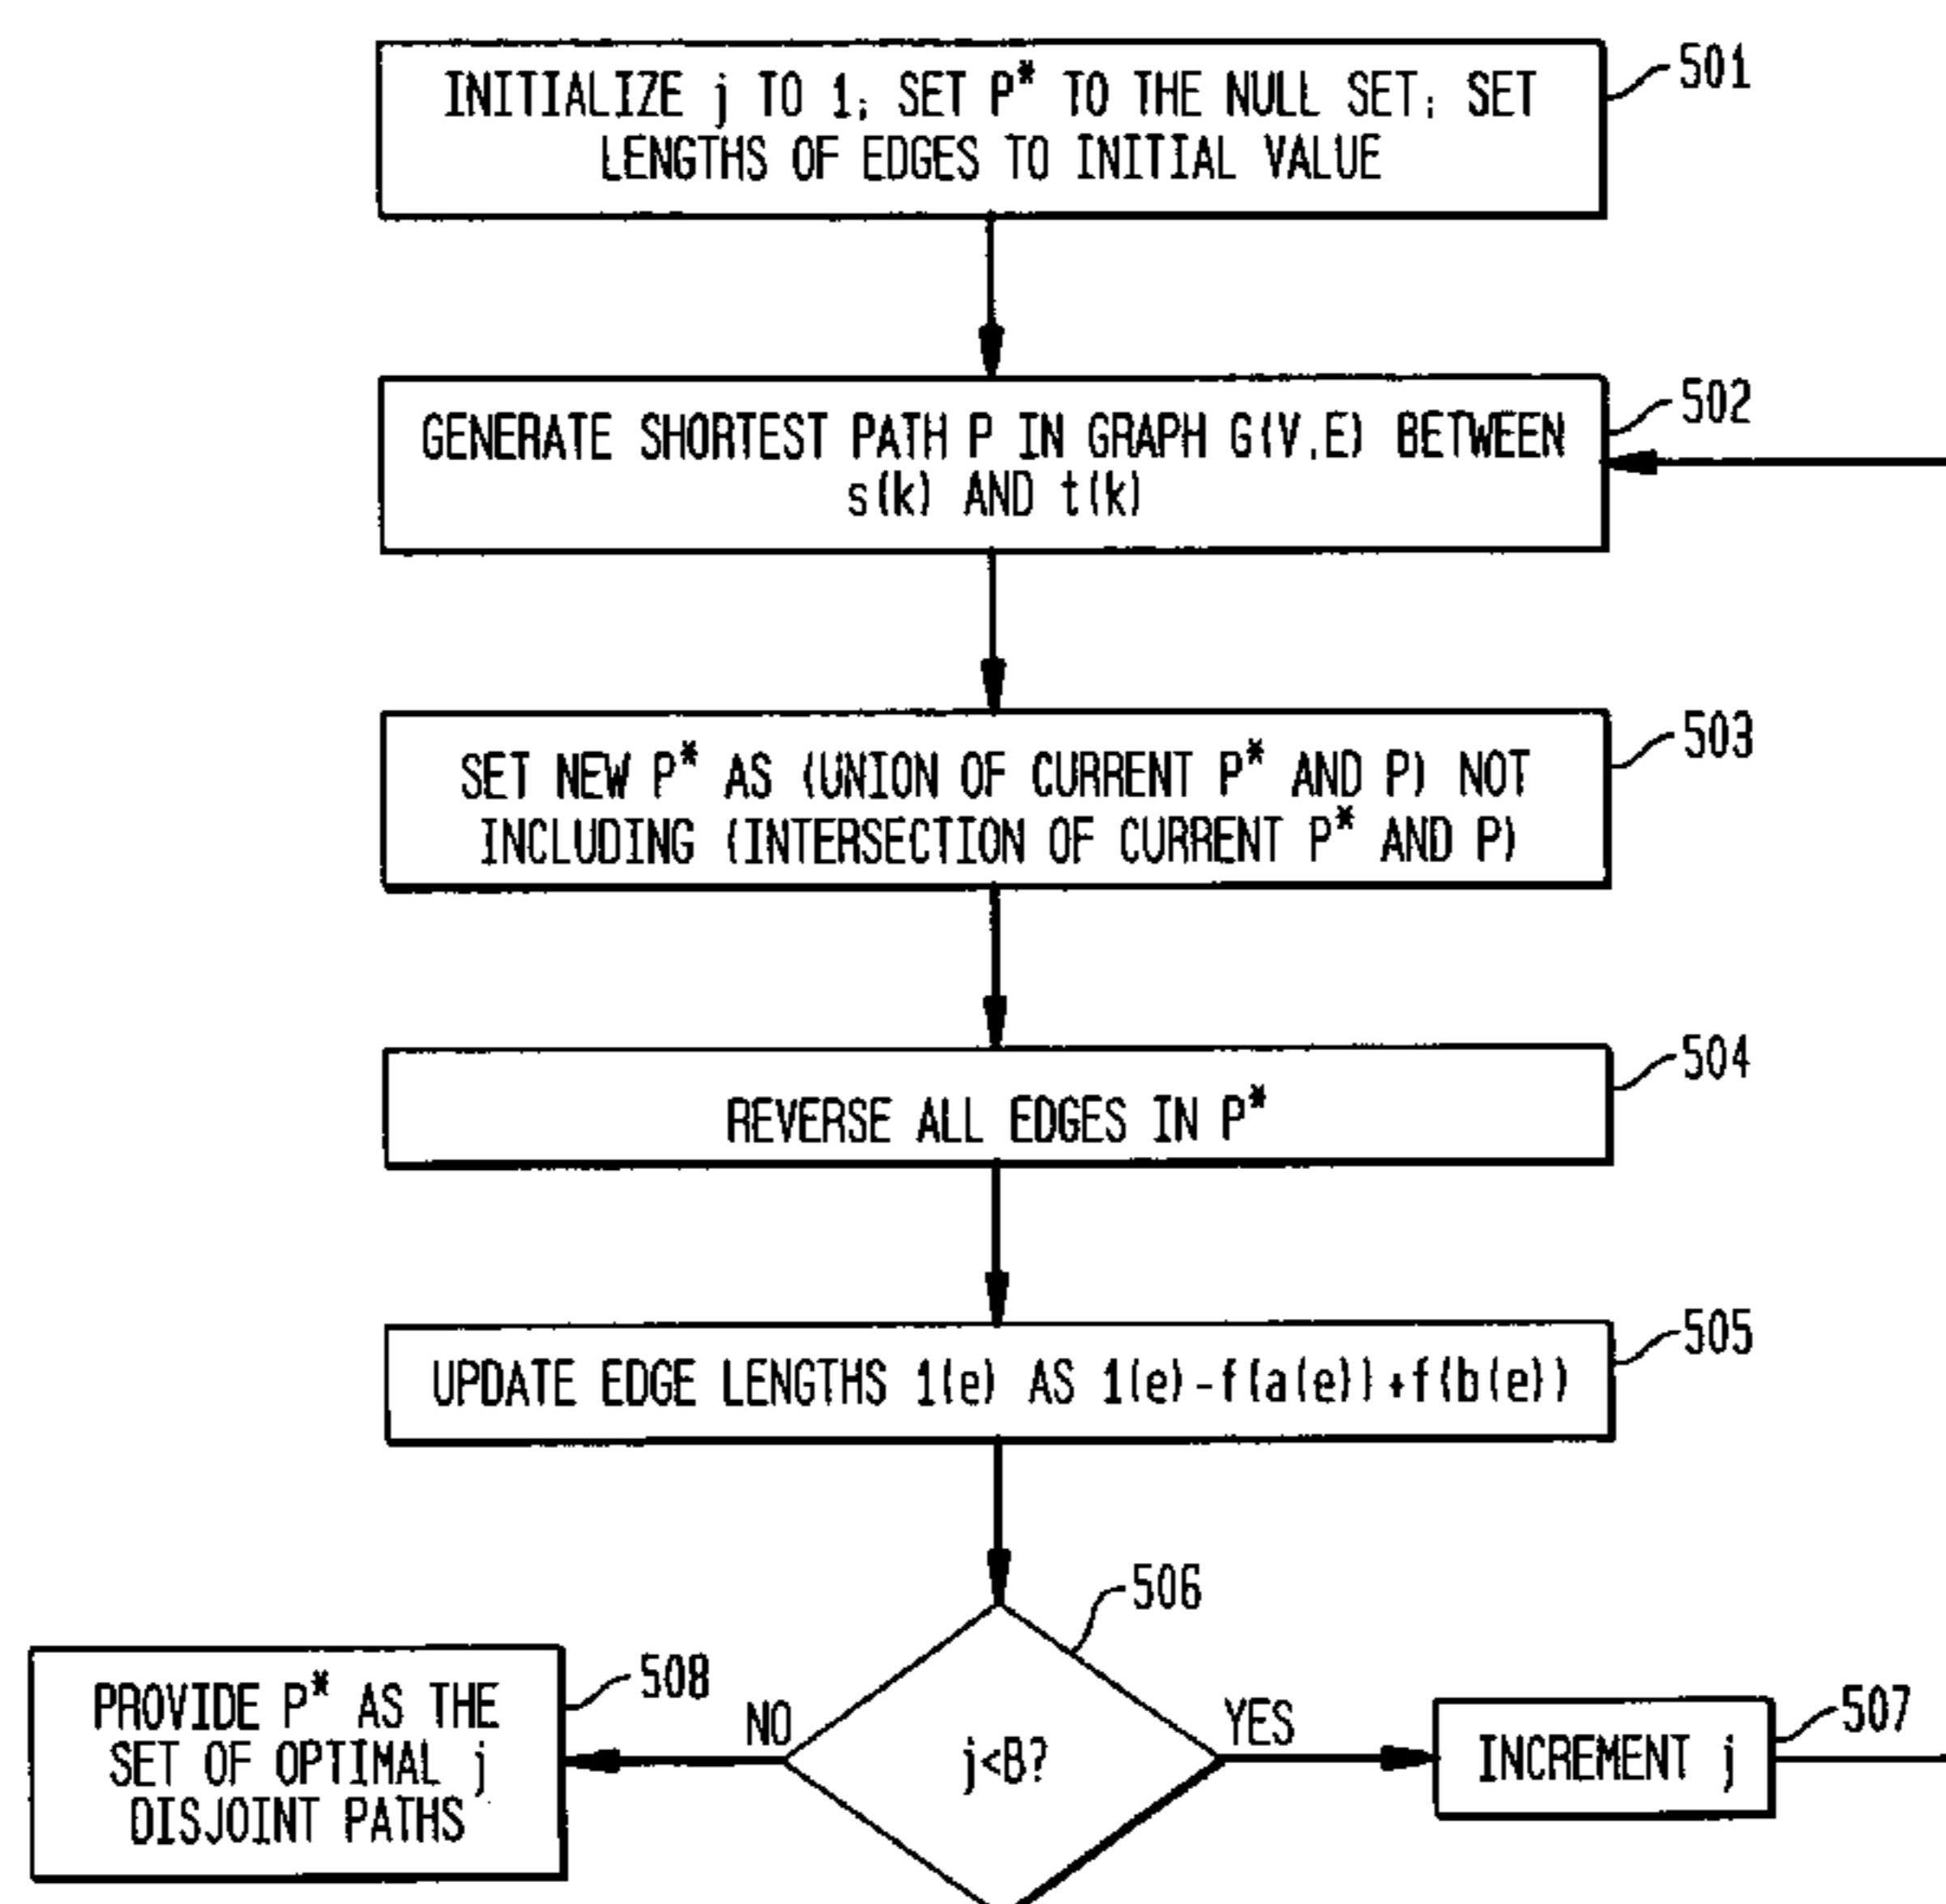 INITIALIZE j TO 1; SET P* TO THE NULL SET; SET
LENGTHS OF EDGES TO INITIAL VALUE
501
GENERATE SHORTEST PATH P IN GRAPH G(V,E) BETWEEN
s(k) AND t(k)
502
SET NEW P* AS (UNION OF CURRENT P* AND P) NOT
INCLUDING (INTERSECTION OF CURRENT P* AND P)
503
REVERSE ALL EDGES IN P*
504
UPDATE EDGE LENGTHS l(e) AS l(e)-f(a(e))+f(b(e))
505
506
j<B?
NO
YES
PROVIDE P* AS THE
SET OF OPTIMAL j
DISJOINT PATHS
508
INCREMENT j
507